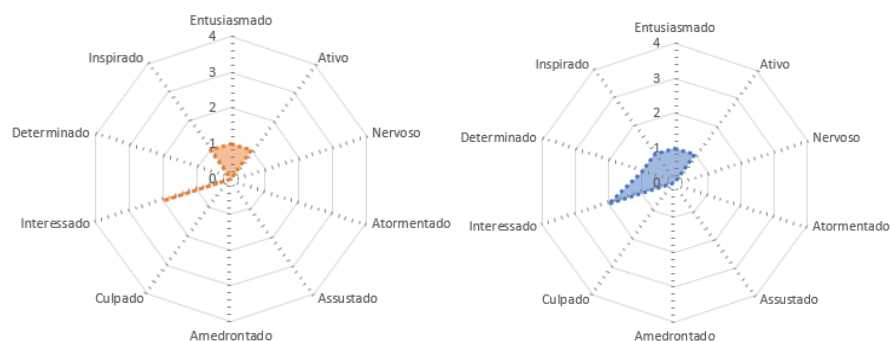 Entusiasmado
4
Inspirado
Ativo
3
2
Determinado
Nervoso
1
0
Interessado
Atormentado
Culpado
Assustado
Amedrontado
Entusiasmado
4
Inspirado
Ativo
3
2
Determinado
Nervoso
1
0
Interessado
Atormentado
Culpado
Assustado
Amedrontado